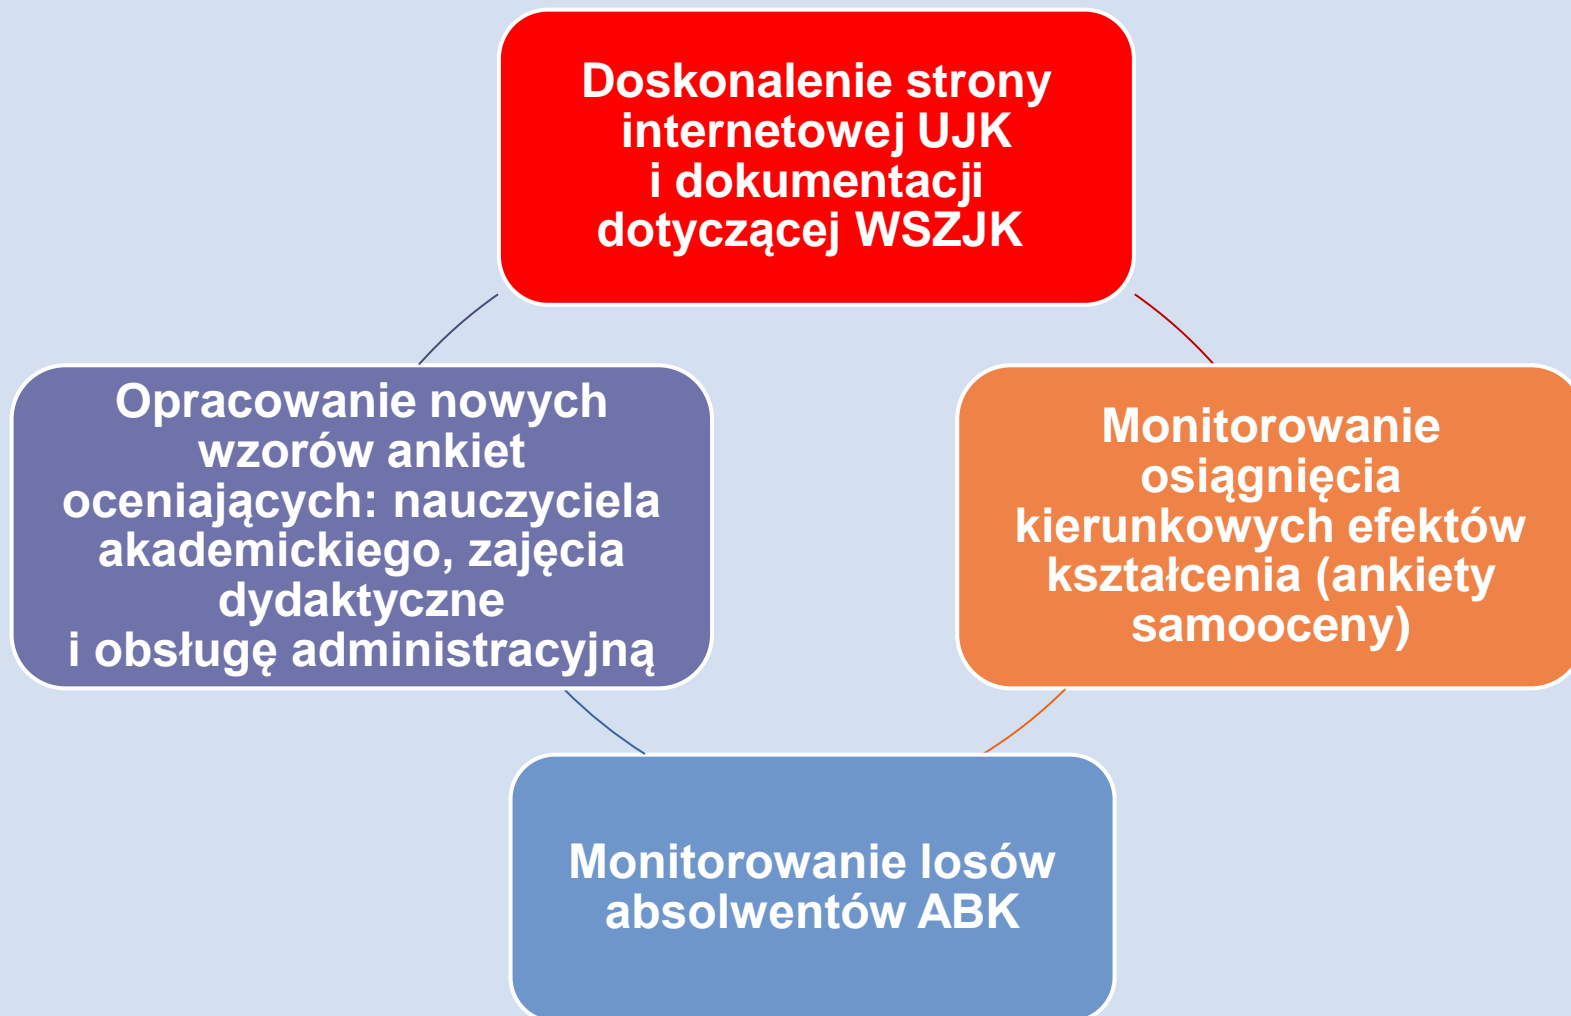 Doskonalenie strony
internetowej UJK
i dokumentacji
dotyczącej WSZJK
Opracowanie nowych
wzorów ankiet
oceniających: nauczyciela
akademickiego, zajęcia
dydaktyczne
i obsługę administracyjną
Monitorowanie
osiągnięcia
kierunkowych efektów
kształcenia (ankiety
samooceny)
Monitorowanie losów
absolwentów ABK